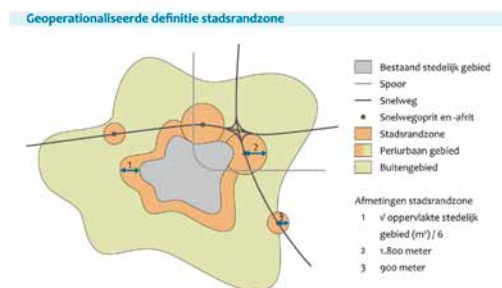 Geoperationaliseerde definitie stadsrandzone
Bestaand stedelijk gebied
Spoor
Snelweg
Snelwegoprit en -afrit
Stadsrandzone
Periurbaan gebied
Buitengebied
Afmetingen stadsrandzone
1 √ oppervlakte stedelijk
gebied (m²) / 6
2 1.800 meter
3 900 meter
1
2
3